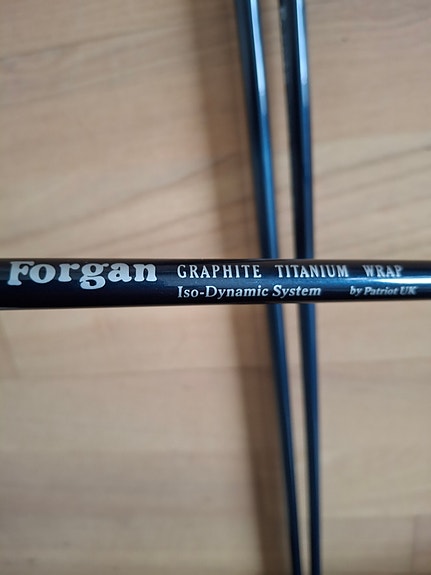 Forgan GRAPHITE TITANIUM WRAP
Iso-Dynamic System by Patriot UK